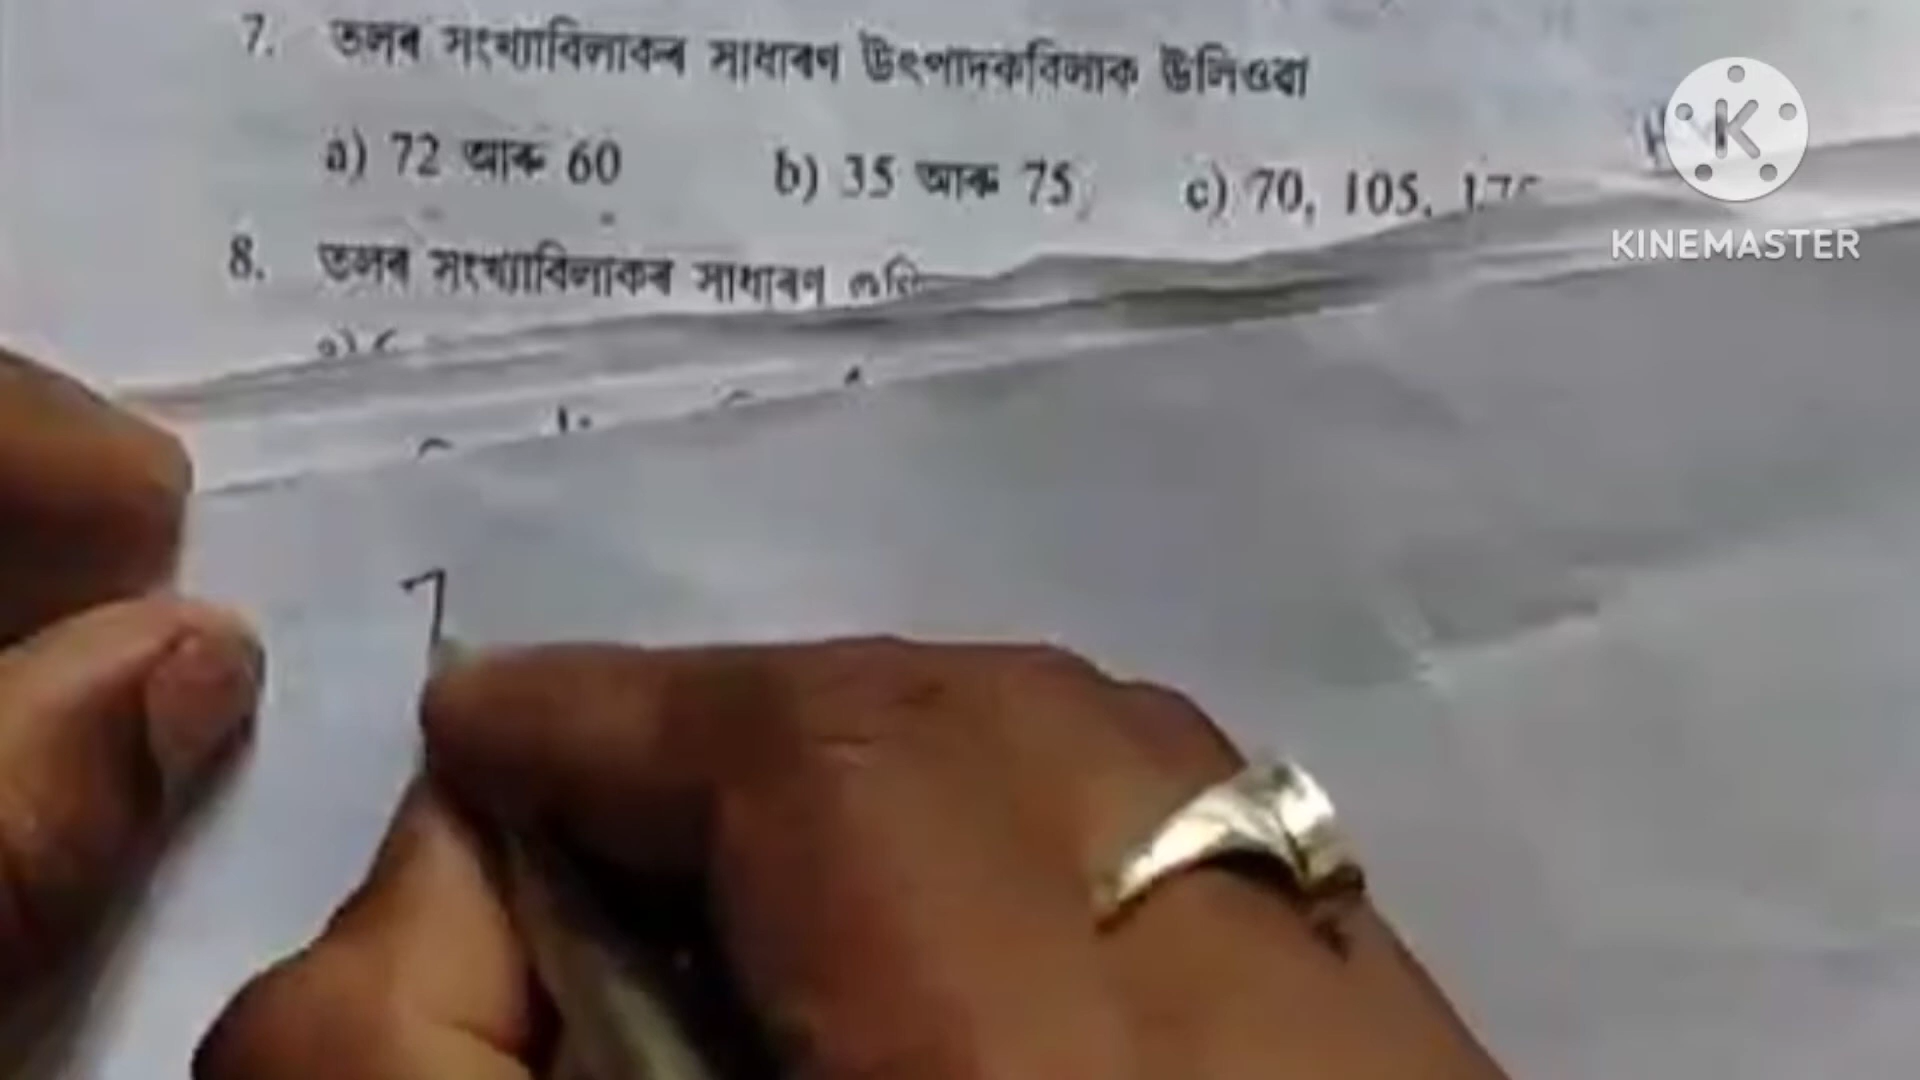 7. তলৰ সংখ্যাবিলাকৰ সাধাৰণ উৎপাদকবিলাক উলিওৱা
a) 72 আৰু 60 b) 35 আৰু 75 c) 70, 105,
8. তলৰ সংখ্যাবিলাকৰ সাধাৰণ
7
K
KINEMASTER